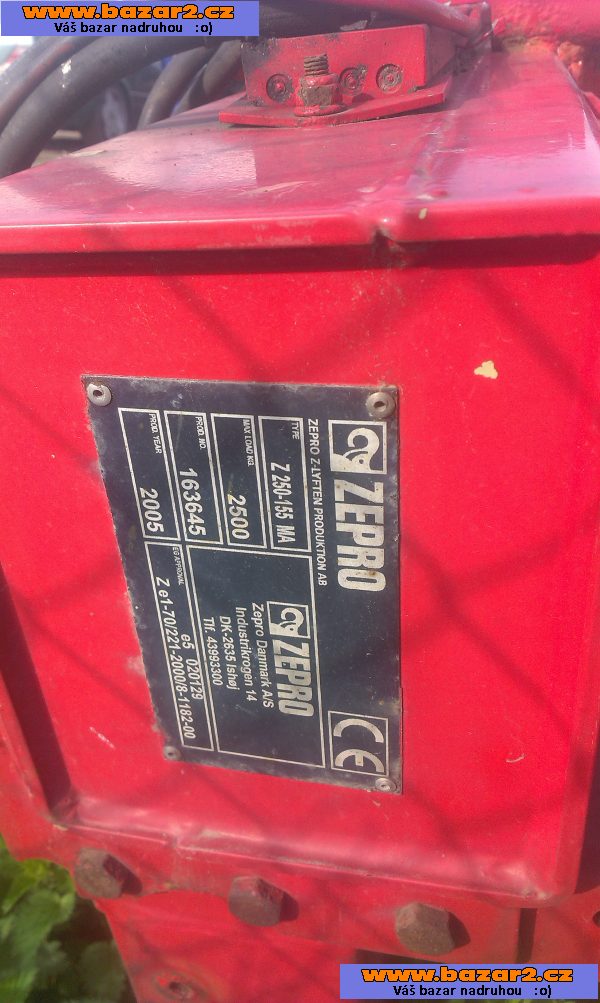 www.bazar2.cz
Váš bazar nadruhou :o)
ZEPRO
ZEPRO Z-LYFTEN PRODUKTION AB
TYPE
Z 250-155 MA
MAX LOAD KG.
2500
PROD. NO.
163645
PROD. YEAR
2005
ZEPRO
Zepro Danmark A/S
Industrikrogen 14
DK-2635 Ishøj
Tlf. 43993300
EG APPROVAL
e5 020129
Z e1-70/221-2000/8-1182-00
CE
www.bazar2.cz
Váš bazar nadruhou :o)